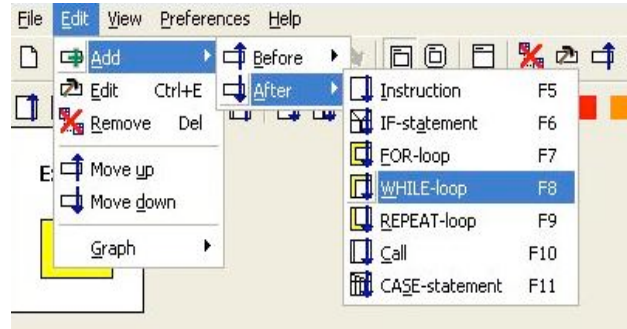 File Edit View Preferences Help
Add
Before
Edit Ctrl+E
After
Instruction F5
Remove Del
IF-statement F6
FOR-loop F7
Move up
WHILE-loop F8
Move down
REPEAT-loop F9
Graph
Call F10
CASE-statement F11